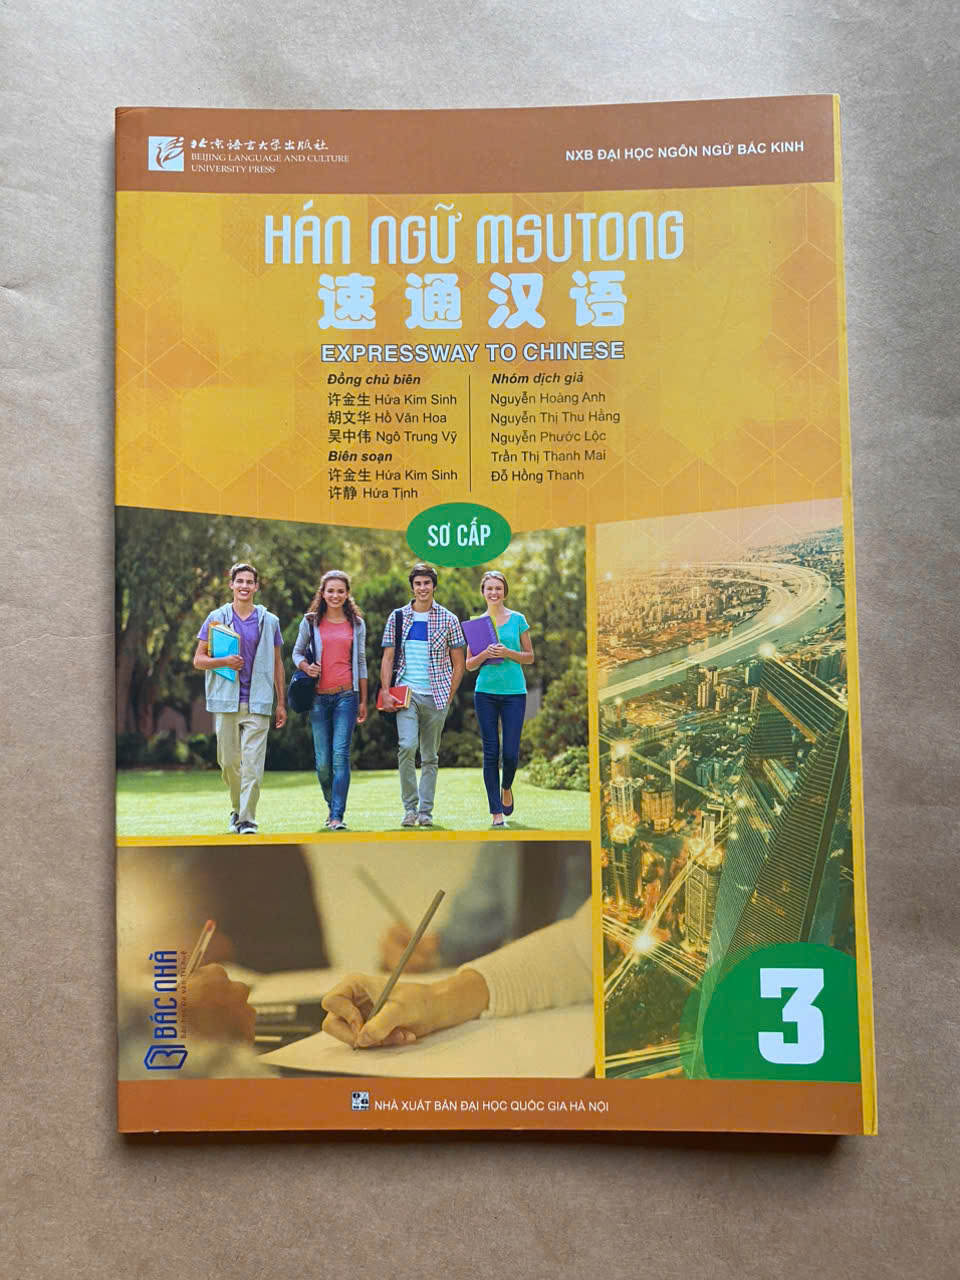 北京语言大学出版社
BEIJING LANGUAGE AND CULTURE
UNIVERSITY PRESS
NXB ĐẠI HỌC NGÔN NGỮ BẮC KINH
HÁN NGỮ MSUTONG
速通汉语
EXPRESSWAY TO CHINESE
Đồng chủ biên
许金生 Hứa Kim Sinh
胡文华 Hồ Văn Hoa
吴中伟 Ngô Trung Vỹ
Biên soạn
许金生 Hứa Kim Sinh
许静 Hứa Tịnh
Nhóm dịch giả
Nguyễn Hoàng Anh
Nguyễn Thị Thu Hằng
Nguyễn Phước Lộc
Trần Thị Thanh Mai
Đỗ Hồng Thanh
SƠ CẤP
BÁC NHÀ
3
NHÀ XUẤT BẢN ĐẠI HỌC QUỐC GIA HÀ NỘI